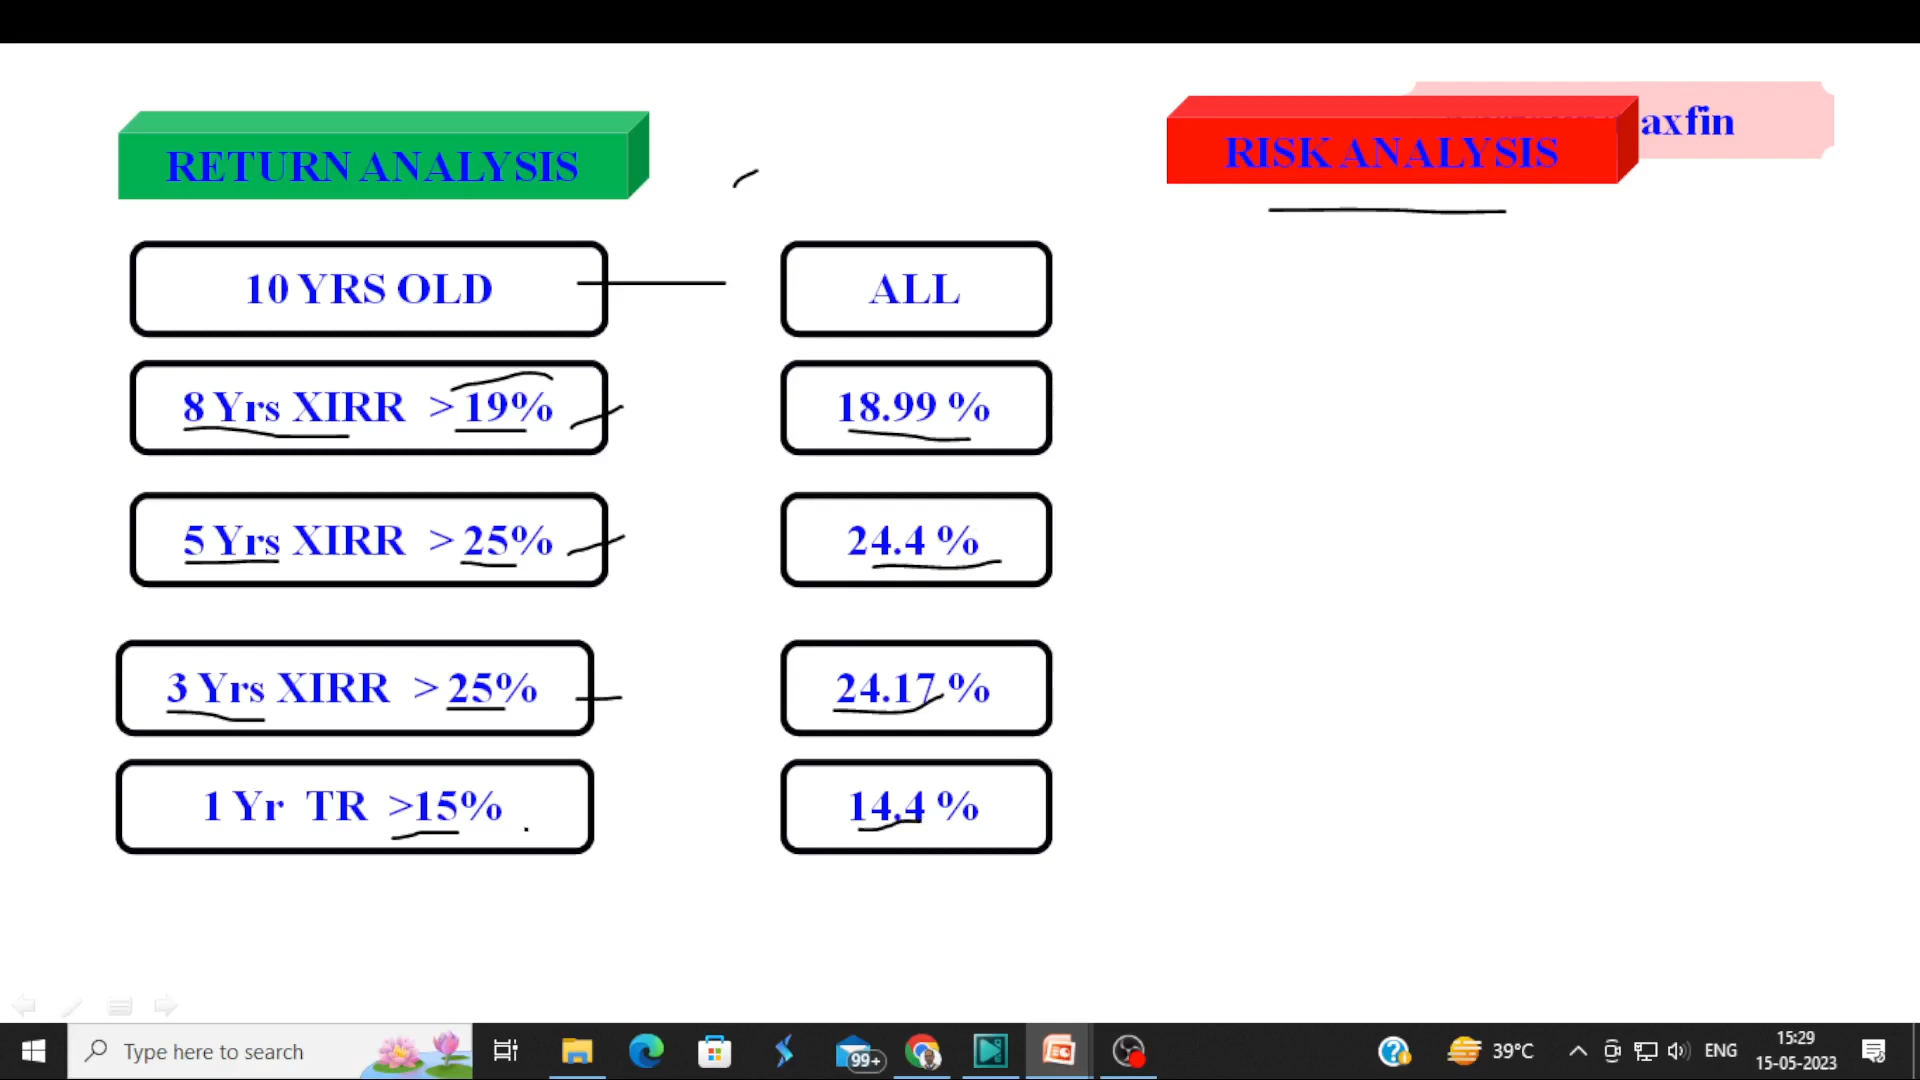 RETURN ANALYSIS
RISK ANALYSIS
axfin
10 YRS OLD
ALL
8 Yrs XIRR > 19%
18.99 %
5 Yrs XIRR > 25%
24.4 %
3 Yrs XIRR > 25%
24.17 %
1 Yr TR >15%
14.4 %
Type here to search
99+
39°C
ENG
15:29
15-05-2023